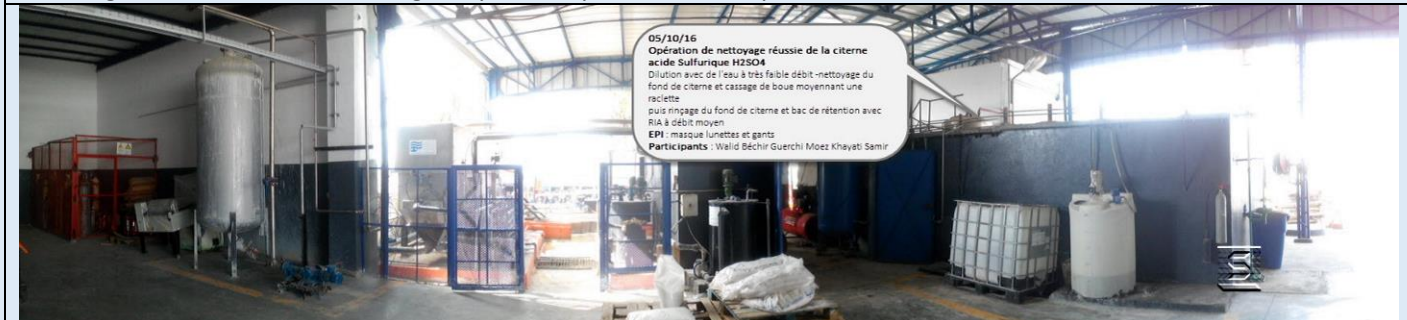 05/10/16
Opération de nettoyage réussie de la citerne
acide Sulfurique H2SO4
Dilution avec de l'eau à très faible débit -nettoyage du
fond de citerne et cassage de boue moyennant une
raclette
puis rinçage du fond de citerne et bac de rétention avec
RIA à débit moyen
EPI : masque lunettes et gants
Participants : Walid Béchir Guerchi Moez Khayati Samir